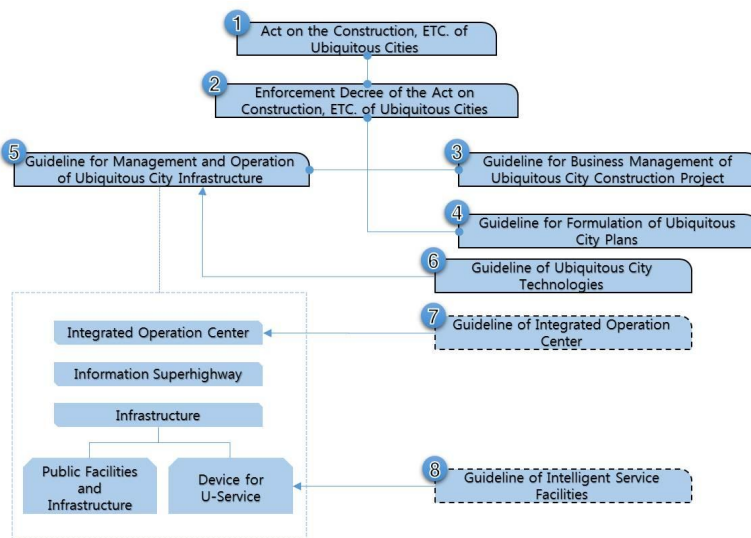 1
Act on the Construction, ETC. of
Ubiquitous Cities
2
Enforcement Decree of the Act on
Construction, ETC. of Ubiquitous Cities
5
Guideline for Management and Operation
of Ubiquitous City Infrastructure
3
Guideline for Business Management of
Ubiquitous City Construction Project
4
Guideline for Formulation of Ubiquitous
City Plans
6
Guideline of Ubiquitous City
Technologies
7
Guideline of Integrated Operation
Center
Integrated Operation Center
Information Superhighway
Infrastructure
Public Facilities
and
Infrastructure
Device for
U-Service
8
Guideline of Intelligent Service
Facilities